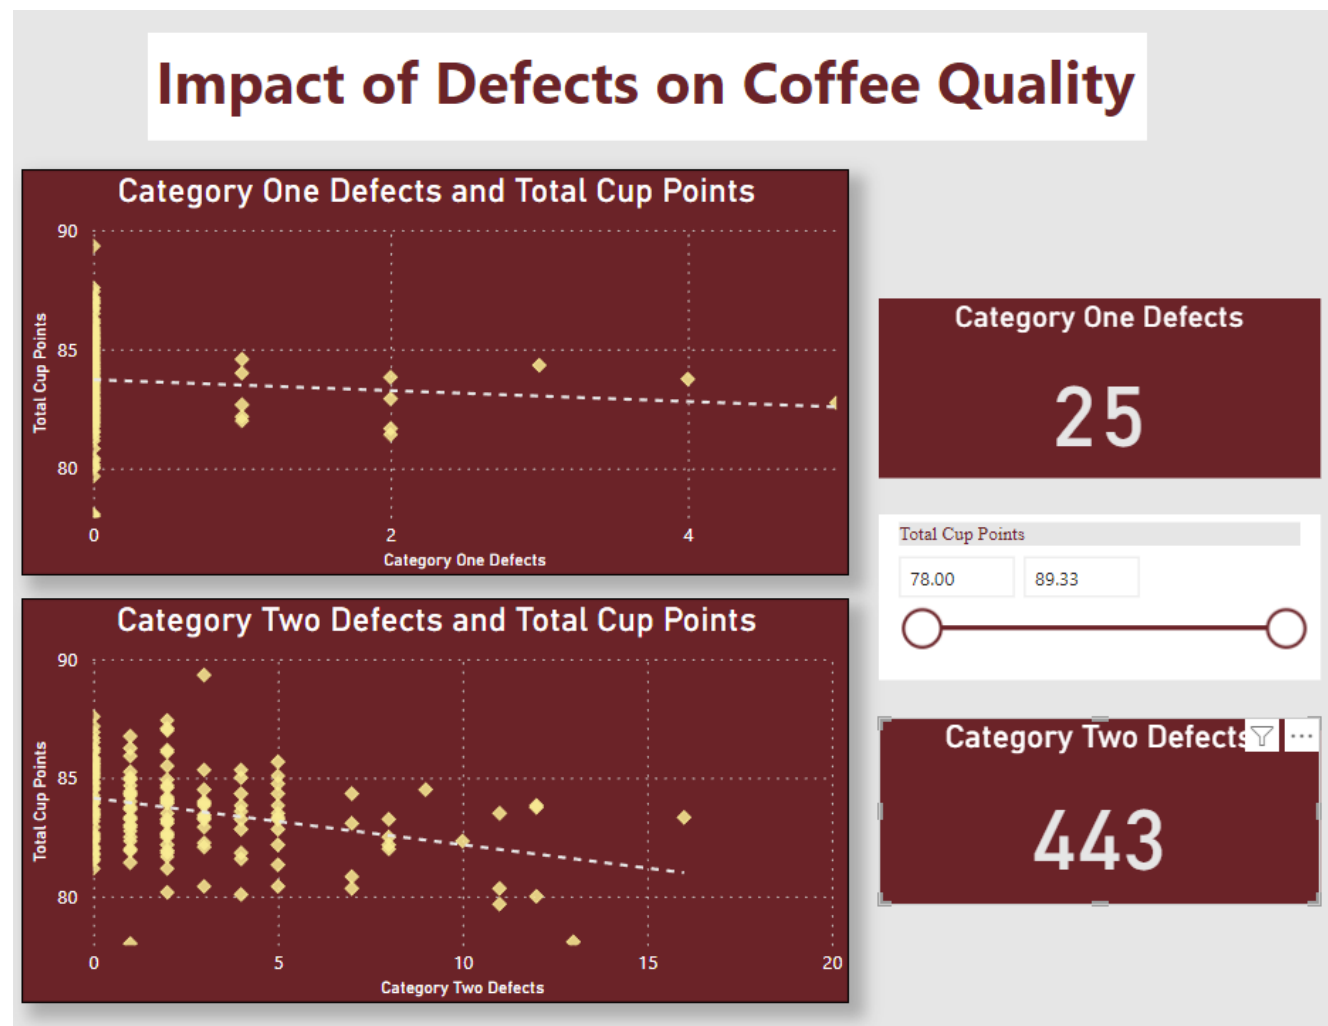 Impact of Defects on Coffee Quality
Category One Defects and Total Cup Points
90
85
80
Total Cup Points
0
2
4
Category One Defects
Category One Defects
25
Total Cup Points
78.00
89.33
Category Two Defects and Total Cup Points
90
85
80
Total Cup Points
0
5
10
15
20
Category Two Defects
Category Two Defects
443